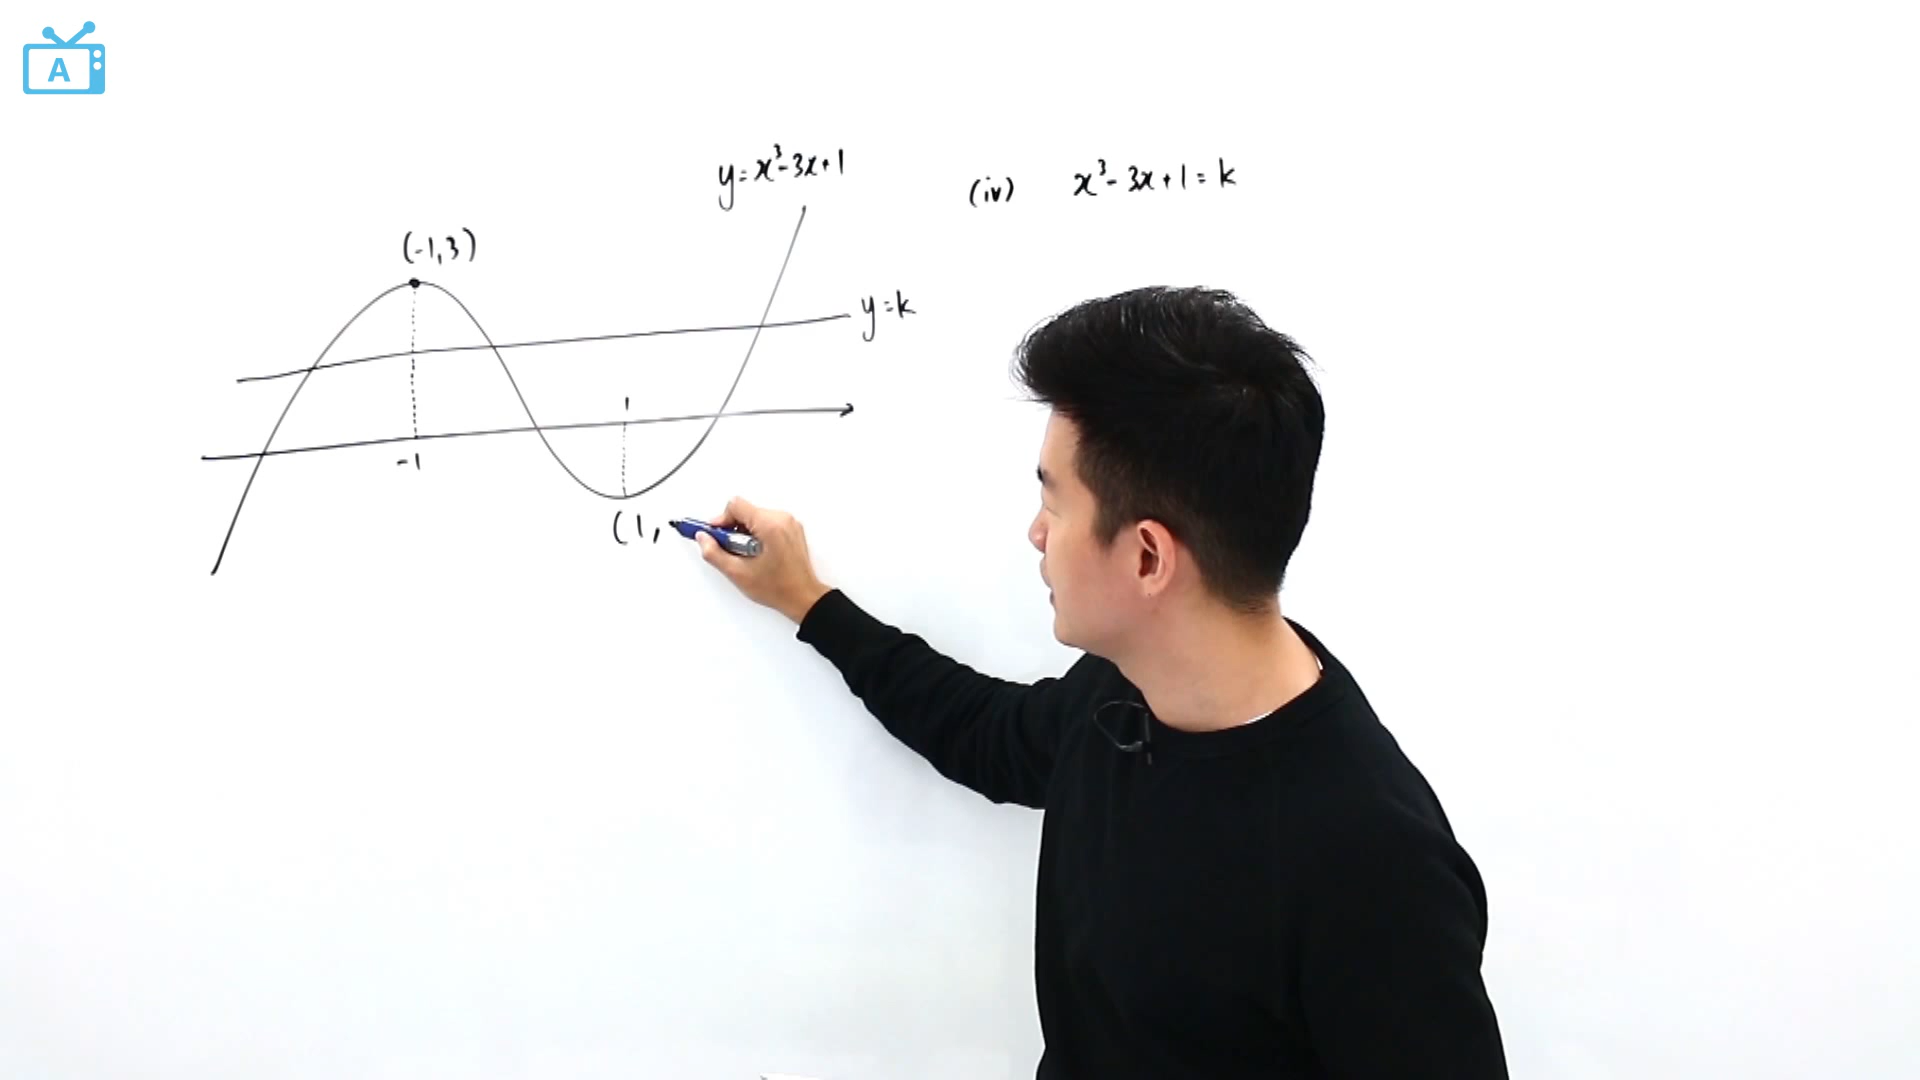 A
y=x³-3x+1
(iv) x³-3x+1=k
(-1,3)
y=k
1
-1
(1,